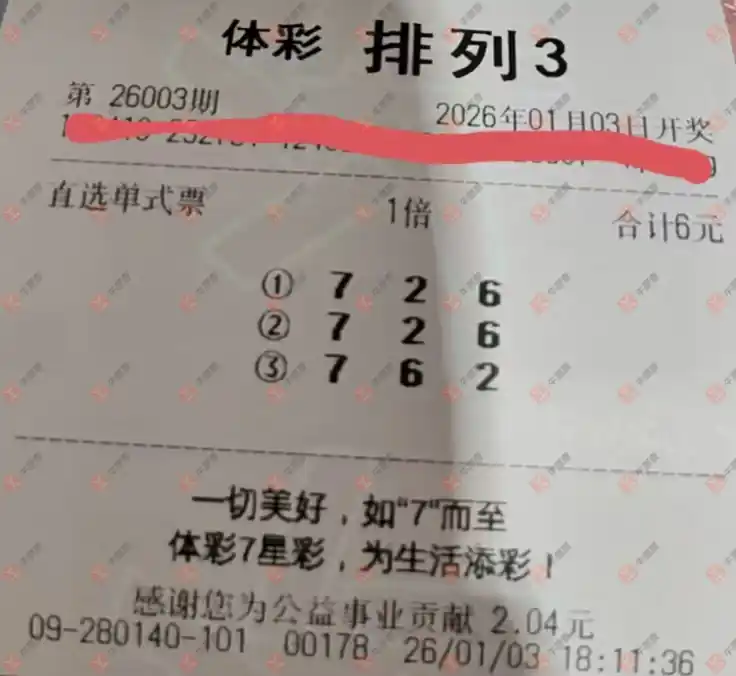 体彩 排列3
第 26003期 2026年01月03日开奖
直选单式票 1倍 合计6元
① 7 2 6
② 7 2 6
③ 7 6 2
一切美好，如“7”而至
体彩7星彩，为生活添彩！
感谢您为公益事业贡献 2.04元
09-280140-101 00178 26/01/03 18:11:36